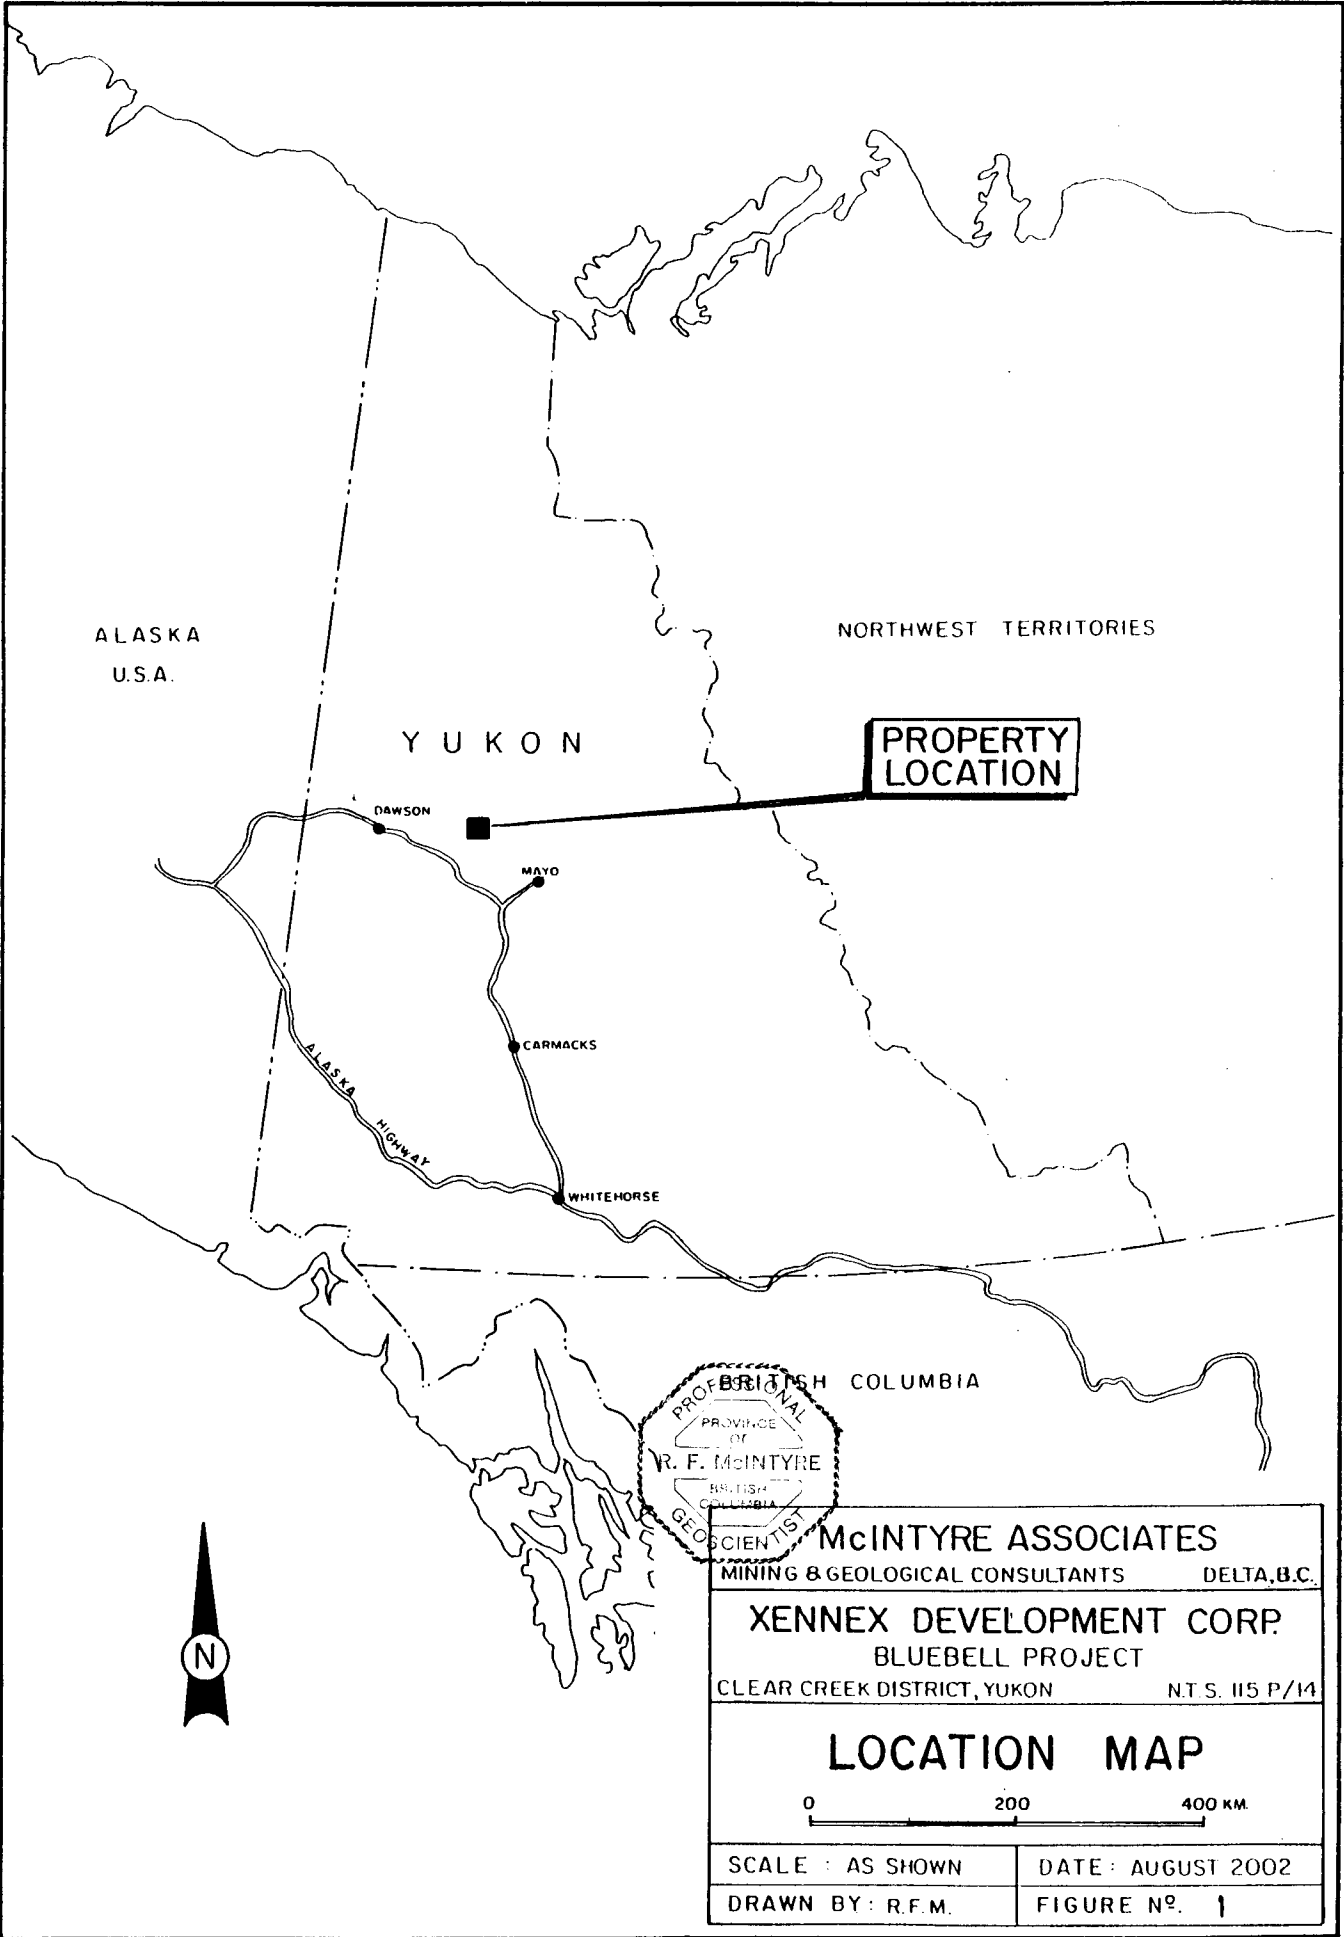 ALASKA
U.S.A.
NORTHWEST TERRITORIES
YUKON
PROPERTY
LOCATION
DAWSON
MAYO
CARMACKS
ALASKA HIGHWAY
WHITEHORSE
BRITISH COLUMBIA
PROFESSIONAL
PROVINCE
OF
R. F. McINTYRE
BRITISH
COLUMBIA
GEOSCIENTIST
McINTYRE ASSOCIATES
MINING & GEOLOGICAL CONSULTANTS DELTA, B.C.
XENNEX DEVELOPMENT CORP.
BLUEBELL PROJECT
CLEAR CREEK DISTRICT, YUKON N.T.S. 115 P/14
N
LOCATION MAP
0 200 400 KM.
SCALE : AS SHOWN
DATE : AUGUST 2002
DRAWN BY : R.F.M.
FIGURE Nº. 1